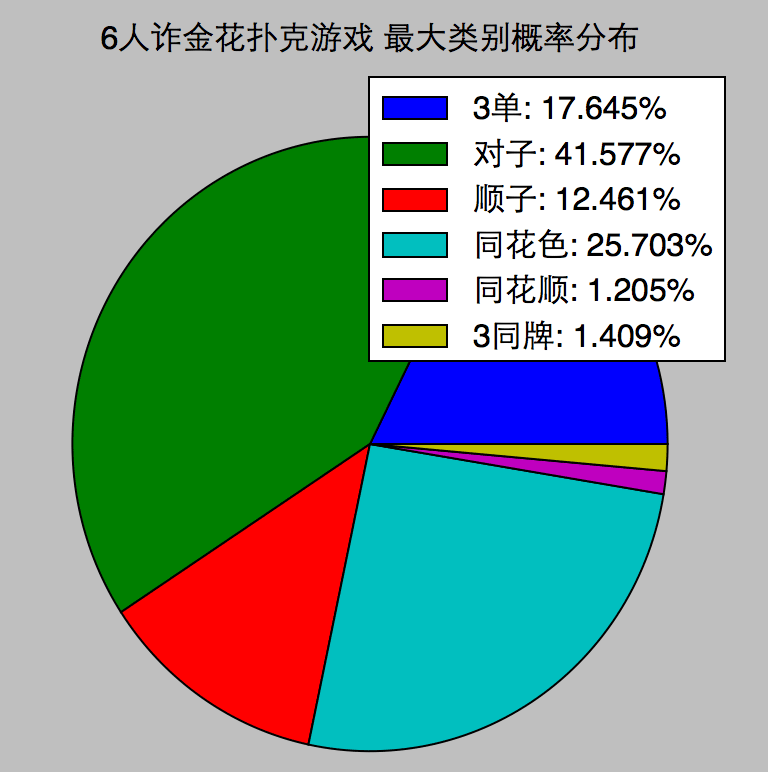 6人诈金花扑克游戏 最大类别概率分布
3单: 17.645%
对子: 41.577%
顺子: 12.461%
同花色: 25.703%
同花顺: 1.205%
3同牌: 1.409%